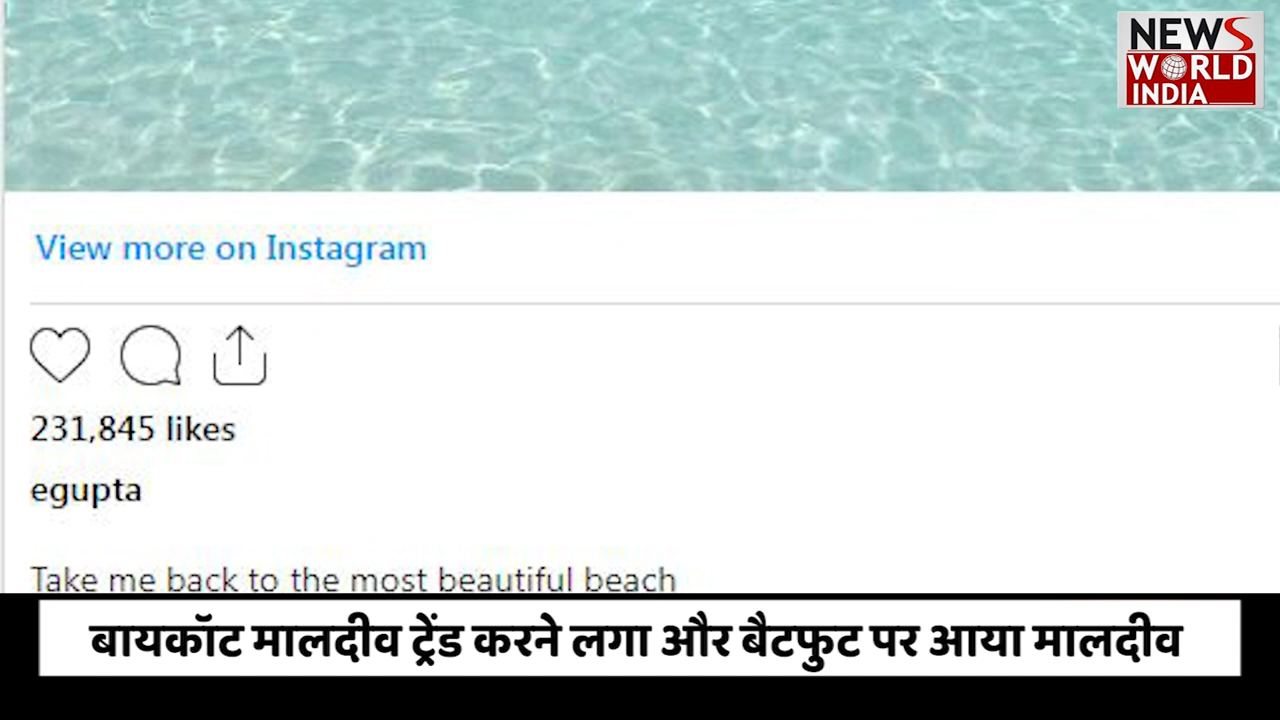 NEWS
WORLD
INDIA
View more on Instagram
231,845 likes
egupta
Take me back to the most beautiful beach
बायकॉट मालदीव ट्रेंड करने लगा और बैटफुट पर आया मालदीव